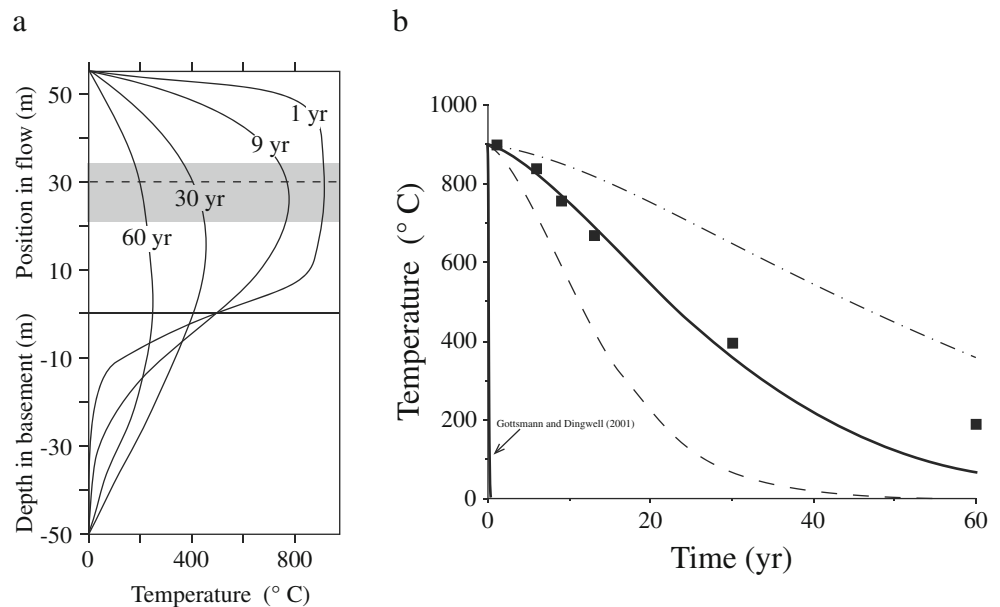 a
Position in flow (m)
Depth in basement (m)
50
30
10
-10
-30
-50
1 yr
9 yr
30 yr
60 yr
0
400
800
Temperature (° C)
b
Temperature (° C)
1000
800
600
400
200
0
Gottsmann and Dingwell (2001)
0
20
40
60
Time (yr)